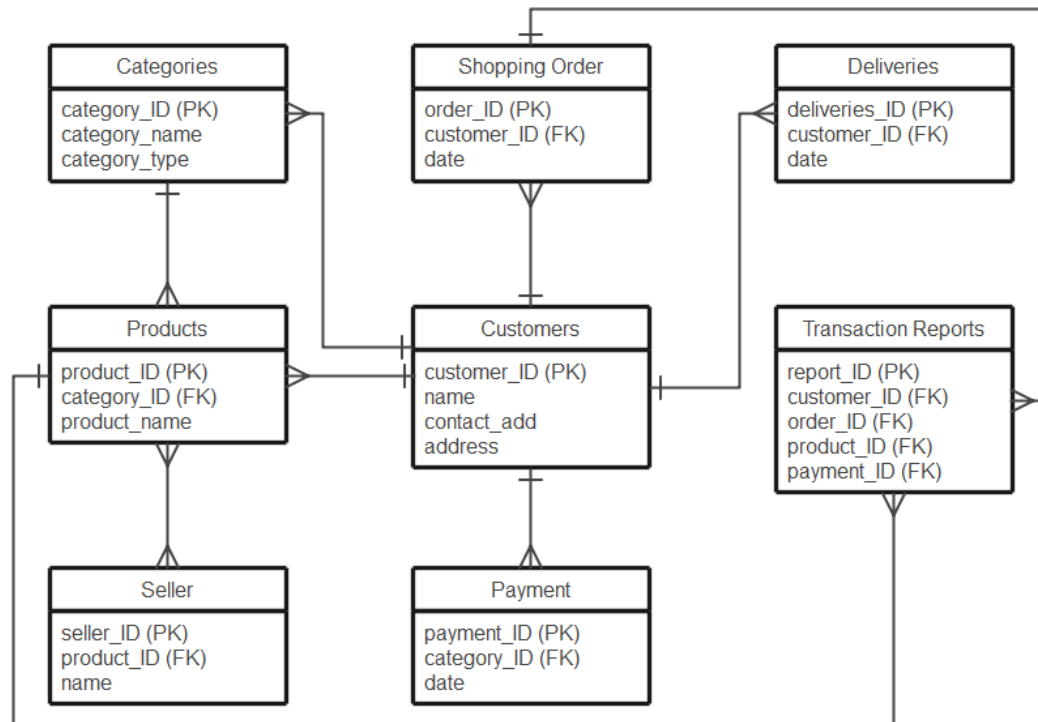 Categories
category_ID (PK)
category_name
category_type
Shopping Order
order_ID (PK)
customer_ID (FK)
date
Deliveries
deliveries_ID (PK)
customer_ID (FK)
date
Products
product_ID (PK)
category_ID (FK)
product_name
Customers
customer_ID (PK)
name
contact_add
address
Transaction Reports
report_ID (PK)
customer_ID (FK)
order_ID (FK)
product_ID (FK)
payment_ID (FK)
Seller
seller_ID (PK)
product_ID (FK)
name
Payment
payment_ID (PK)
category_ID (FK)
date